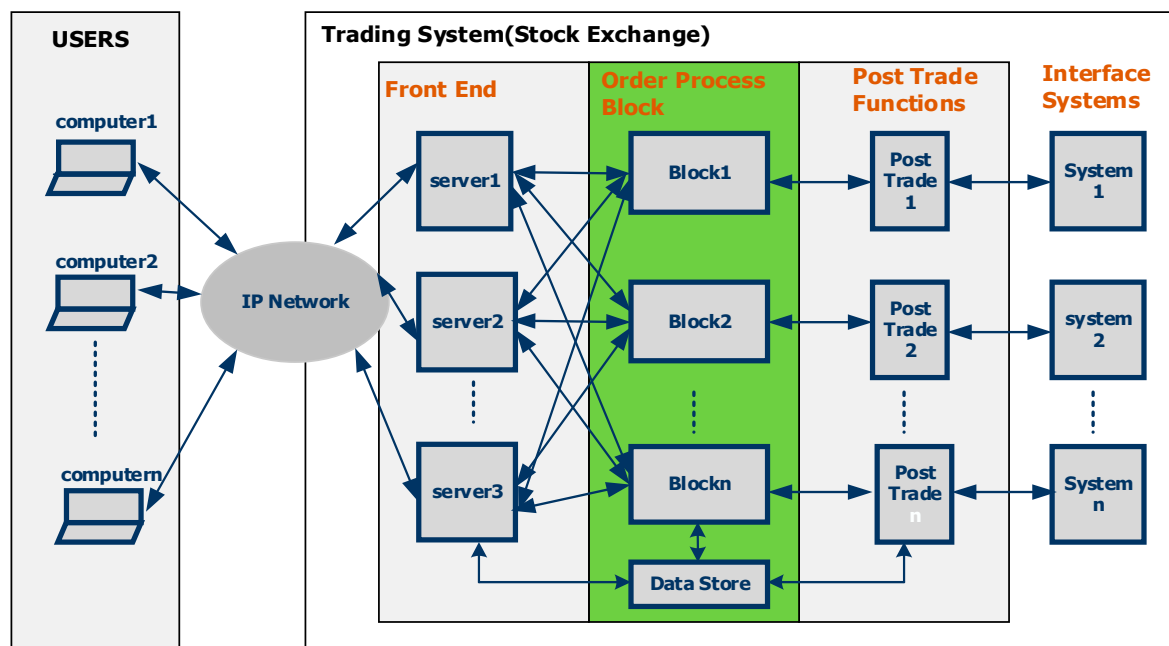 USERS
Trading System(Stock Exchange)
Front End
Order Process
Block
Post Trade
Functions
Interface
Systems
computer1
computer2
computern
IP Network
server1
server2
server3
Block1
Block2
Blockn
Data Store
Post
Trade
1
Post
Trade
2
Post
Trade
n
System
1
system
2
System
n